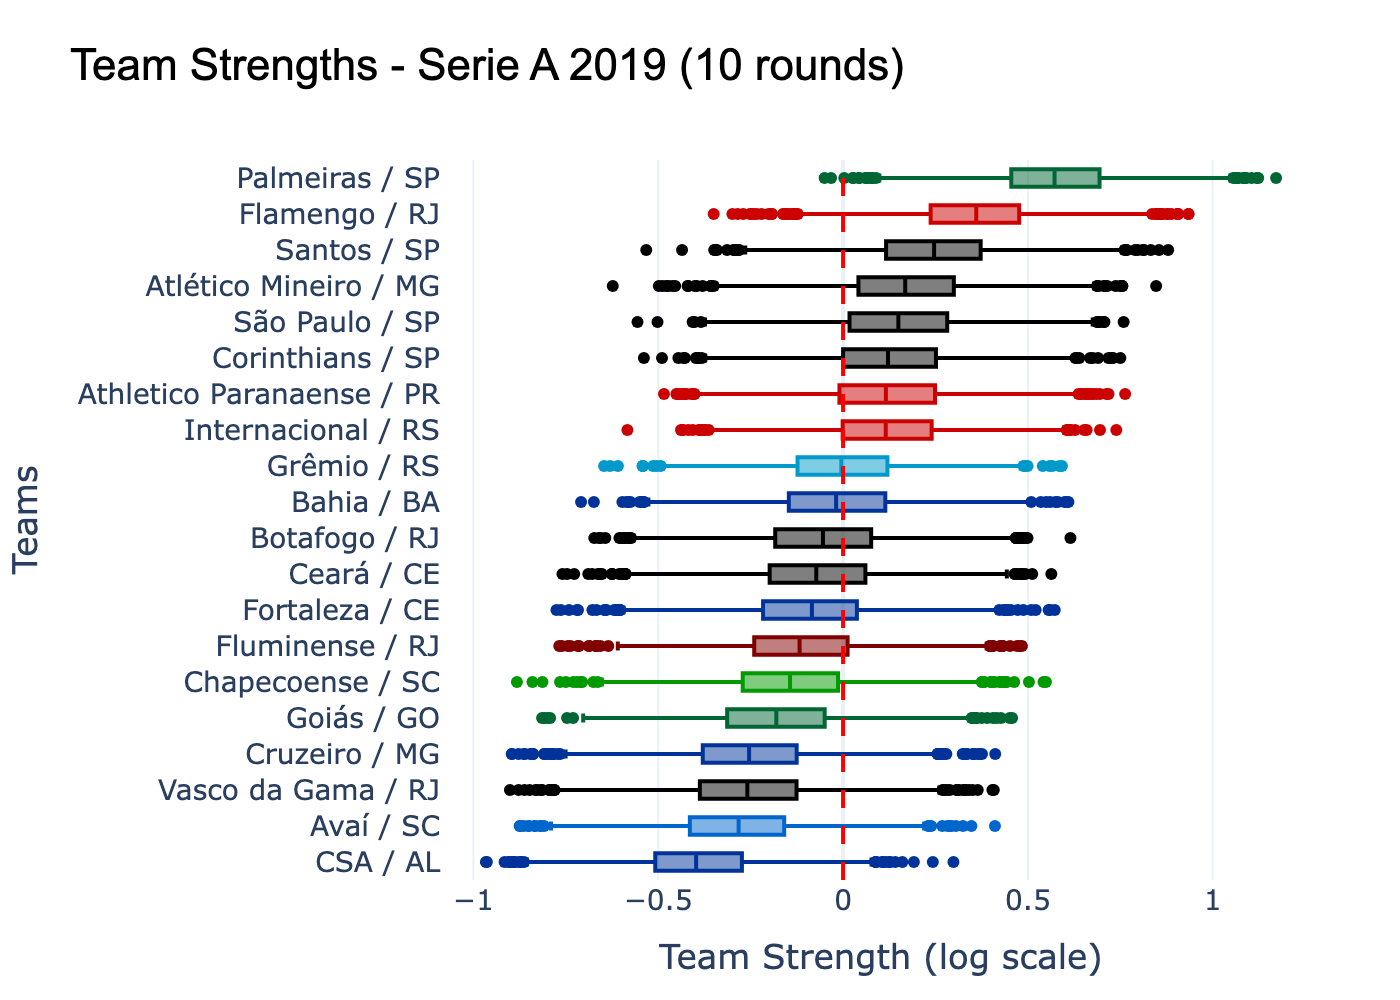 Team Strengths - Serie A 2019 (10 rounds)
Palmeiras / SP
Flamengo / RJ
Santos / SP
Atlético Mineiro / MG
São Paulo / SP
Corinthians / SP
Athletico Paranaense / PR
Internacional / RS
Grêmio / RS
Bahia / BA
Botafogo / RJ
Ceará / CE
Fortaleza / CE
Fluminense / RJ
Chapecoense / SC
Goiás / GO
Cruzeiro / MG
Vasco da Gama / RJ
Avaí / SC
CSA / AL
Teams
−1 −0.5 0 0.5 1
Team Strength (log scale)